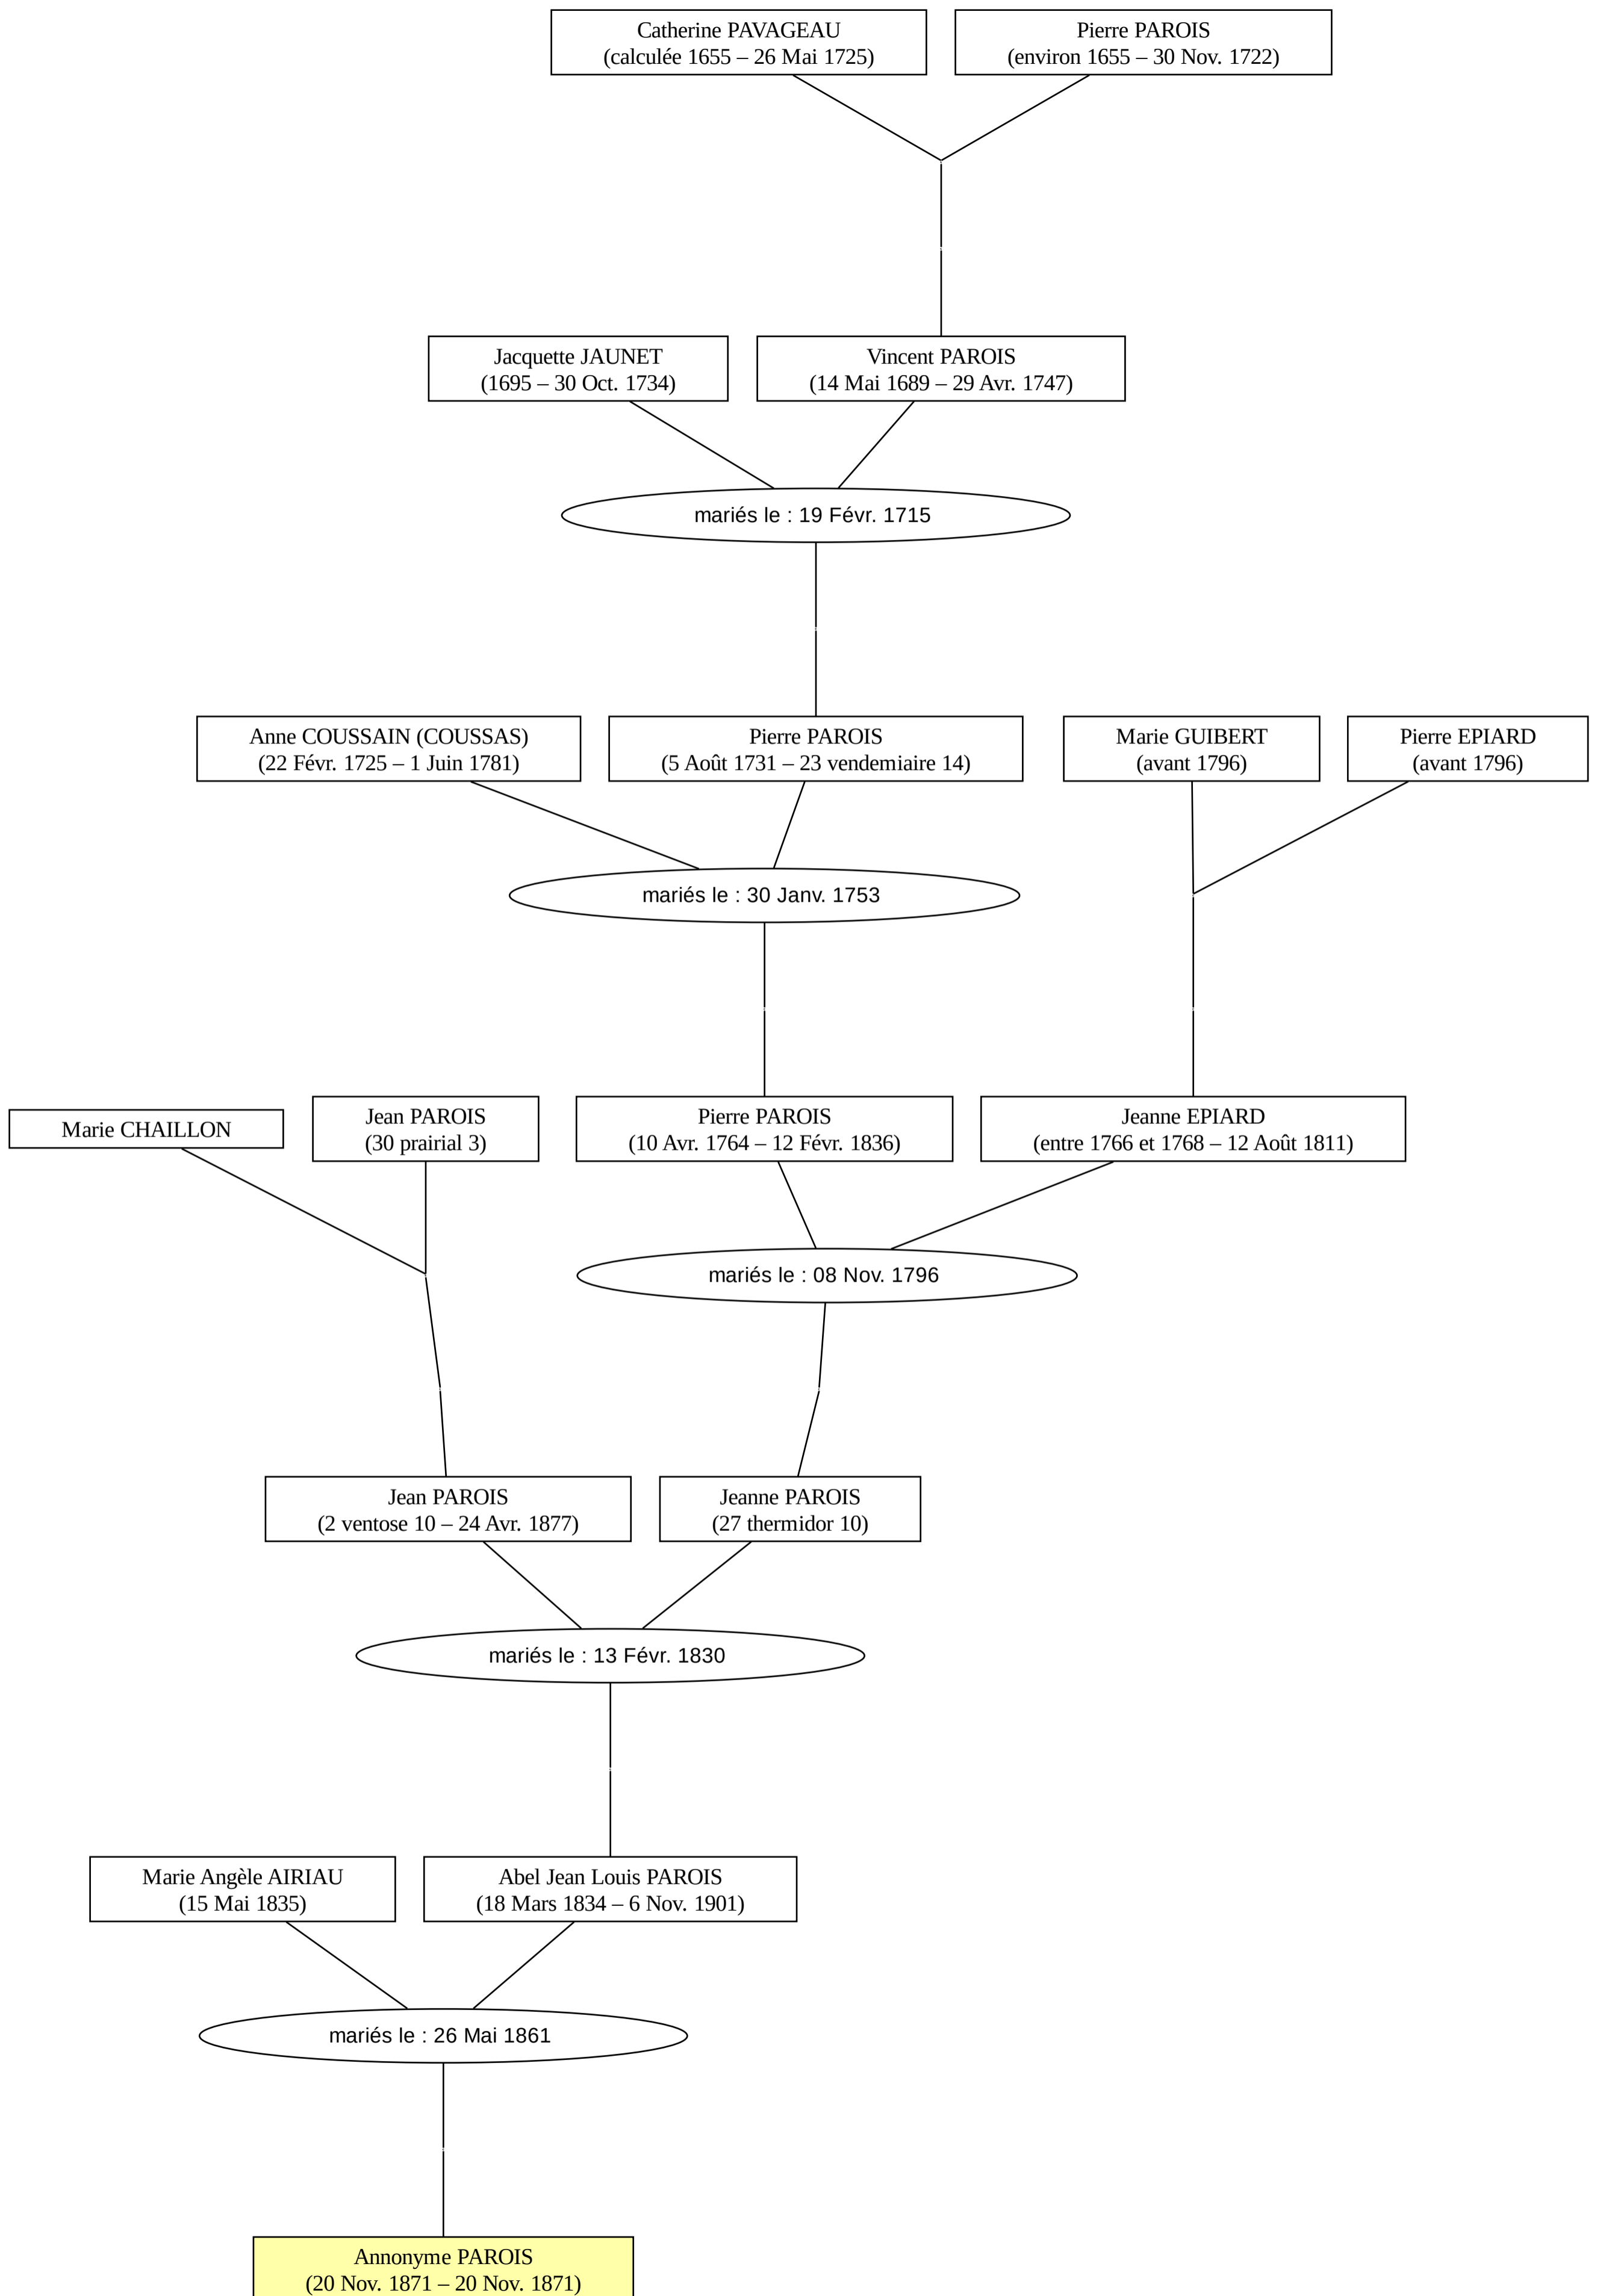 Catherine PAVAGEAU
(calculée 1655 – 26 Mai 1725)
Pierre PAROIS
(environ 1655 – 30 Nov. 1722)
Jacquette JAUNET
(1695 – 30 Oct. 1734)
Vincent PAROIS
(14 Mai 1689 – 29 Avr. 1747)
mariés le : 19 Févr. 1715
Anne COUSSAIN (COUSSAS)
(22 Févr. 1725 – 1 Juin 1781)
Pierre PAROIS
(5 Août 1731 – 23 vendemiaire 14)
Marie GUIBERT
(avant 1796)
Pierre EPIARD
(avant 1796)
mariés le : 30 Janv. 1753
Marie CHAILLON
Jean PAROIS
(30 prairial 3)
Pierre PAROIS
(10 Avr. 1764 – 12 Févr. 1836)
Jeanne EPIARD
(entre 1766 et 1768 – 12 Août 1811)
mariés le : 08 Nov. 1796
Jean PAROIS
(2 ventose 10 – 24 Avr. 1877)
Jeanne PAROIS
(27 thermidor 10)
mariés le : 13 Févr. 1830
Marie Angèle AIRIAU
(15 Mai 1835)
Abel Jean Louis PAROIS
(18 Mars 1834 – 6 Nov. 1901)
mariés le : 26 Mai 1861
Annonyme PAROIS
(20 Nov. 1871 – 20 Nov. 1871)